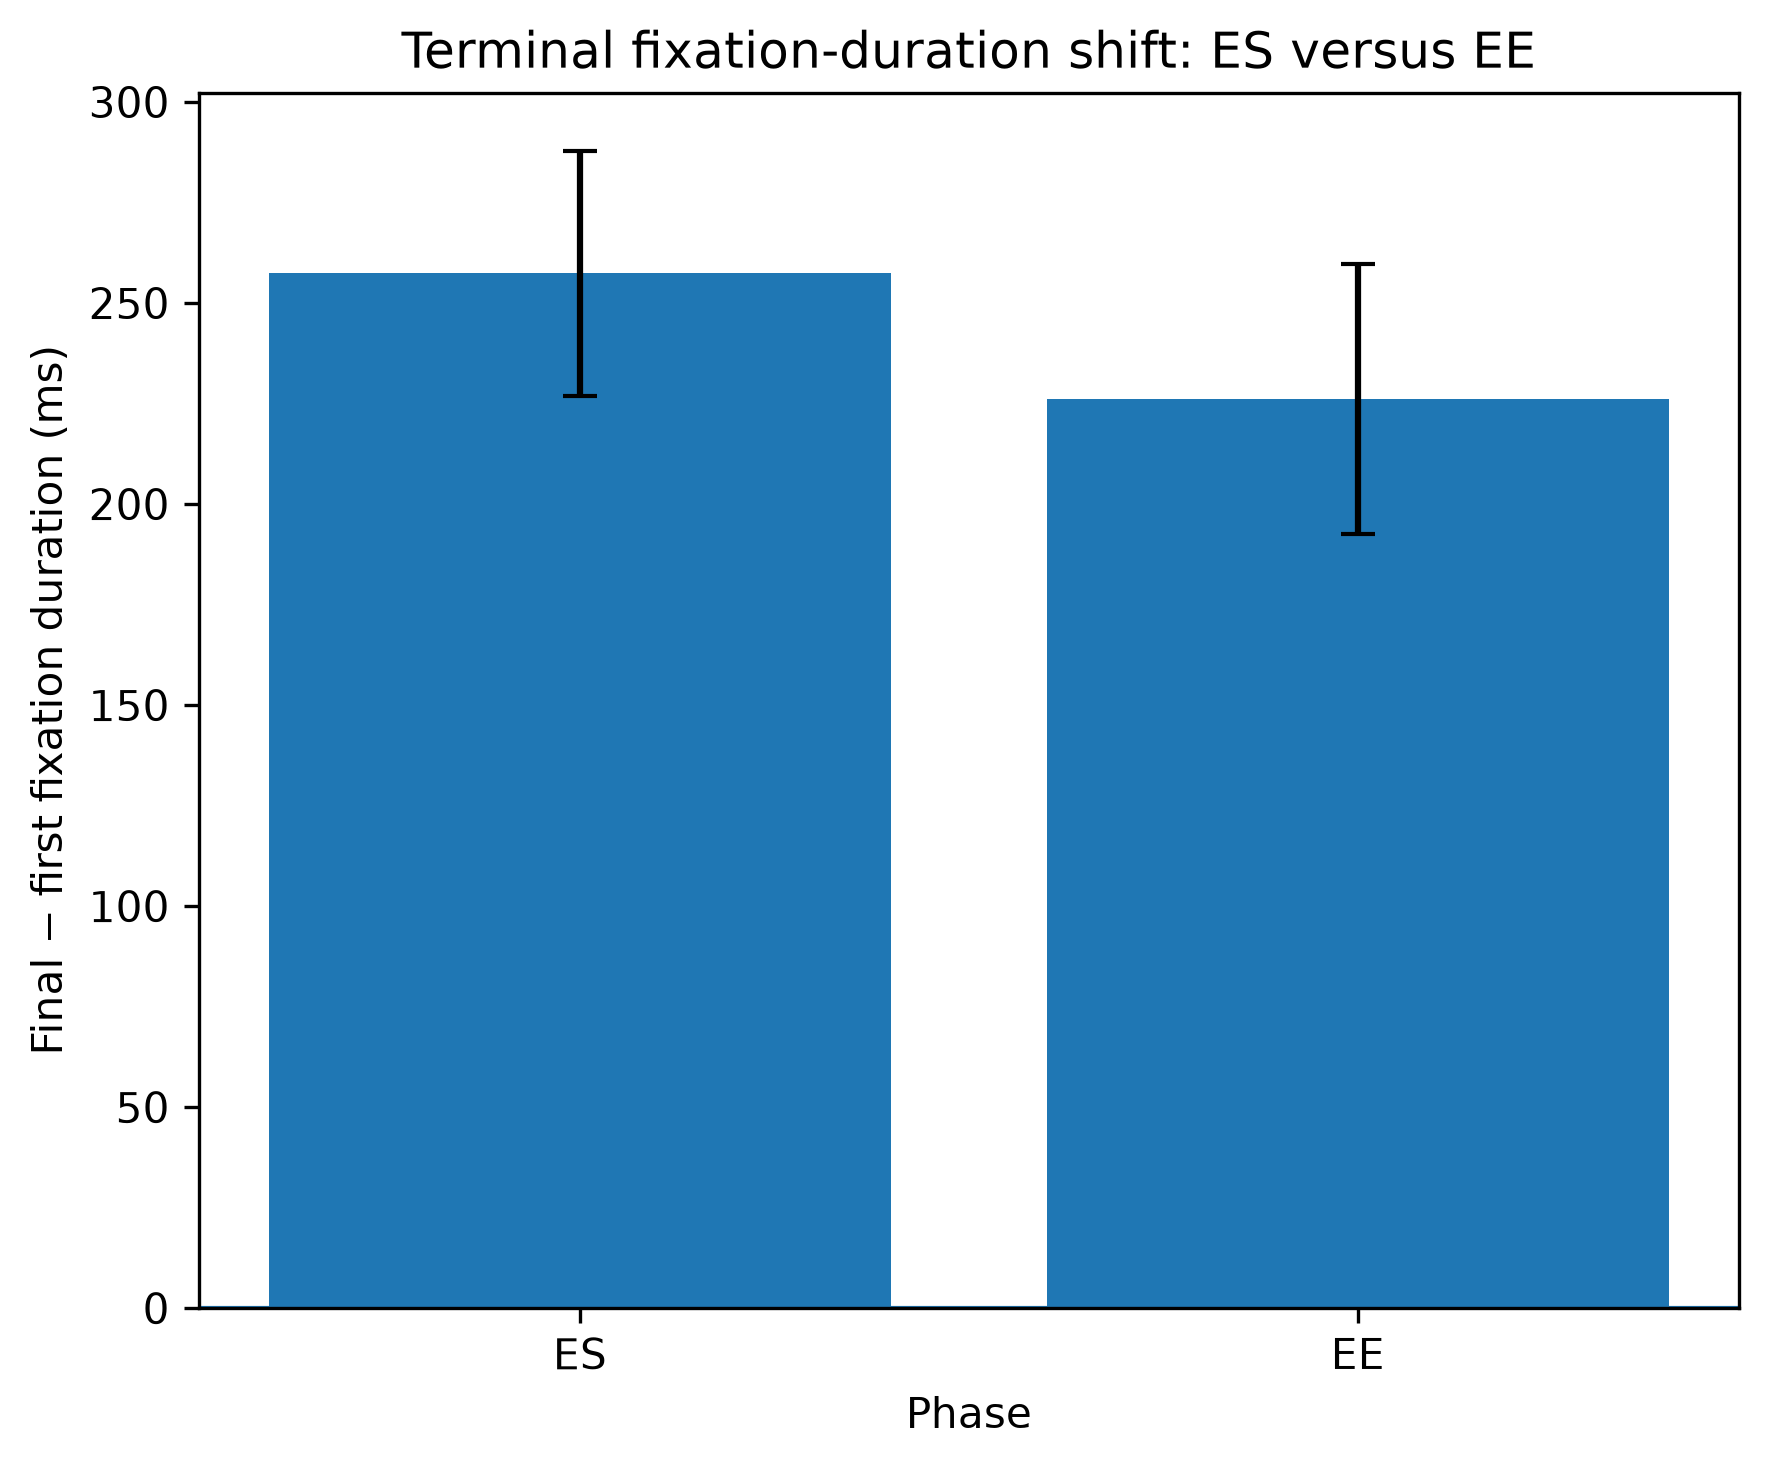 Terminal fixation-duration shift: ES versus EE
300
250
200
150
100
50
0
Final − first fixation duration (ms)
ES
EE
Phase